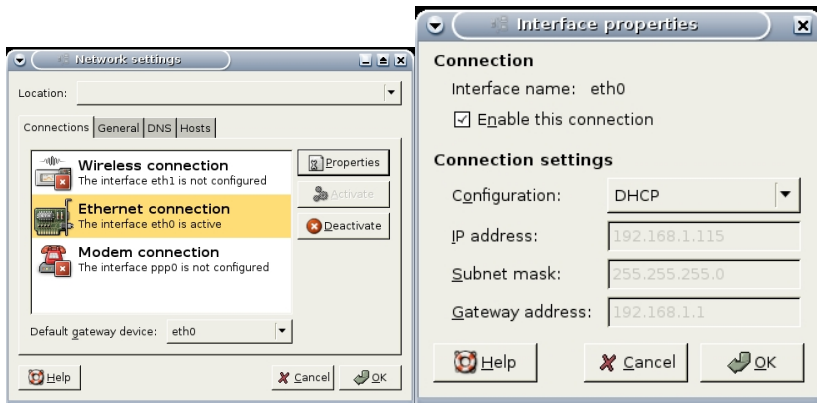 Network settings
Location:
Connections General DNS Hosts
Wireless connection
The interface eth1 is not configured
Ethernet connection
The interface eth0 is active
Modem connection
The interface ppp0 is not configured
Properties
Activate
Deactivate
Default gateway device: eth0
Help Cancel OK
Interface properties
Connection
Interface name: eth0
Enable this connection
Connection settings
Configuration: DHCP
IP address: 192.168.1.115
Subnet mask: 255.255.255.0
Gateway address: 192.168.1.1
Help Cancel OK